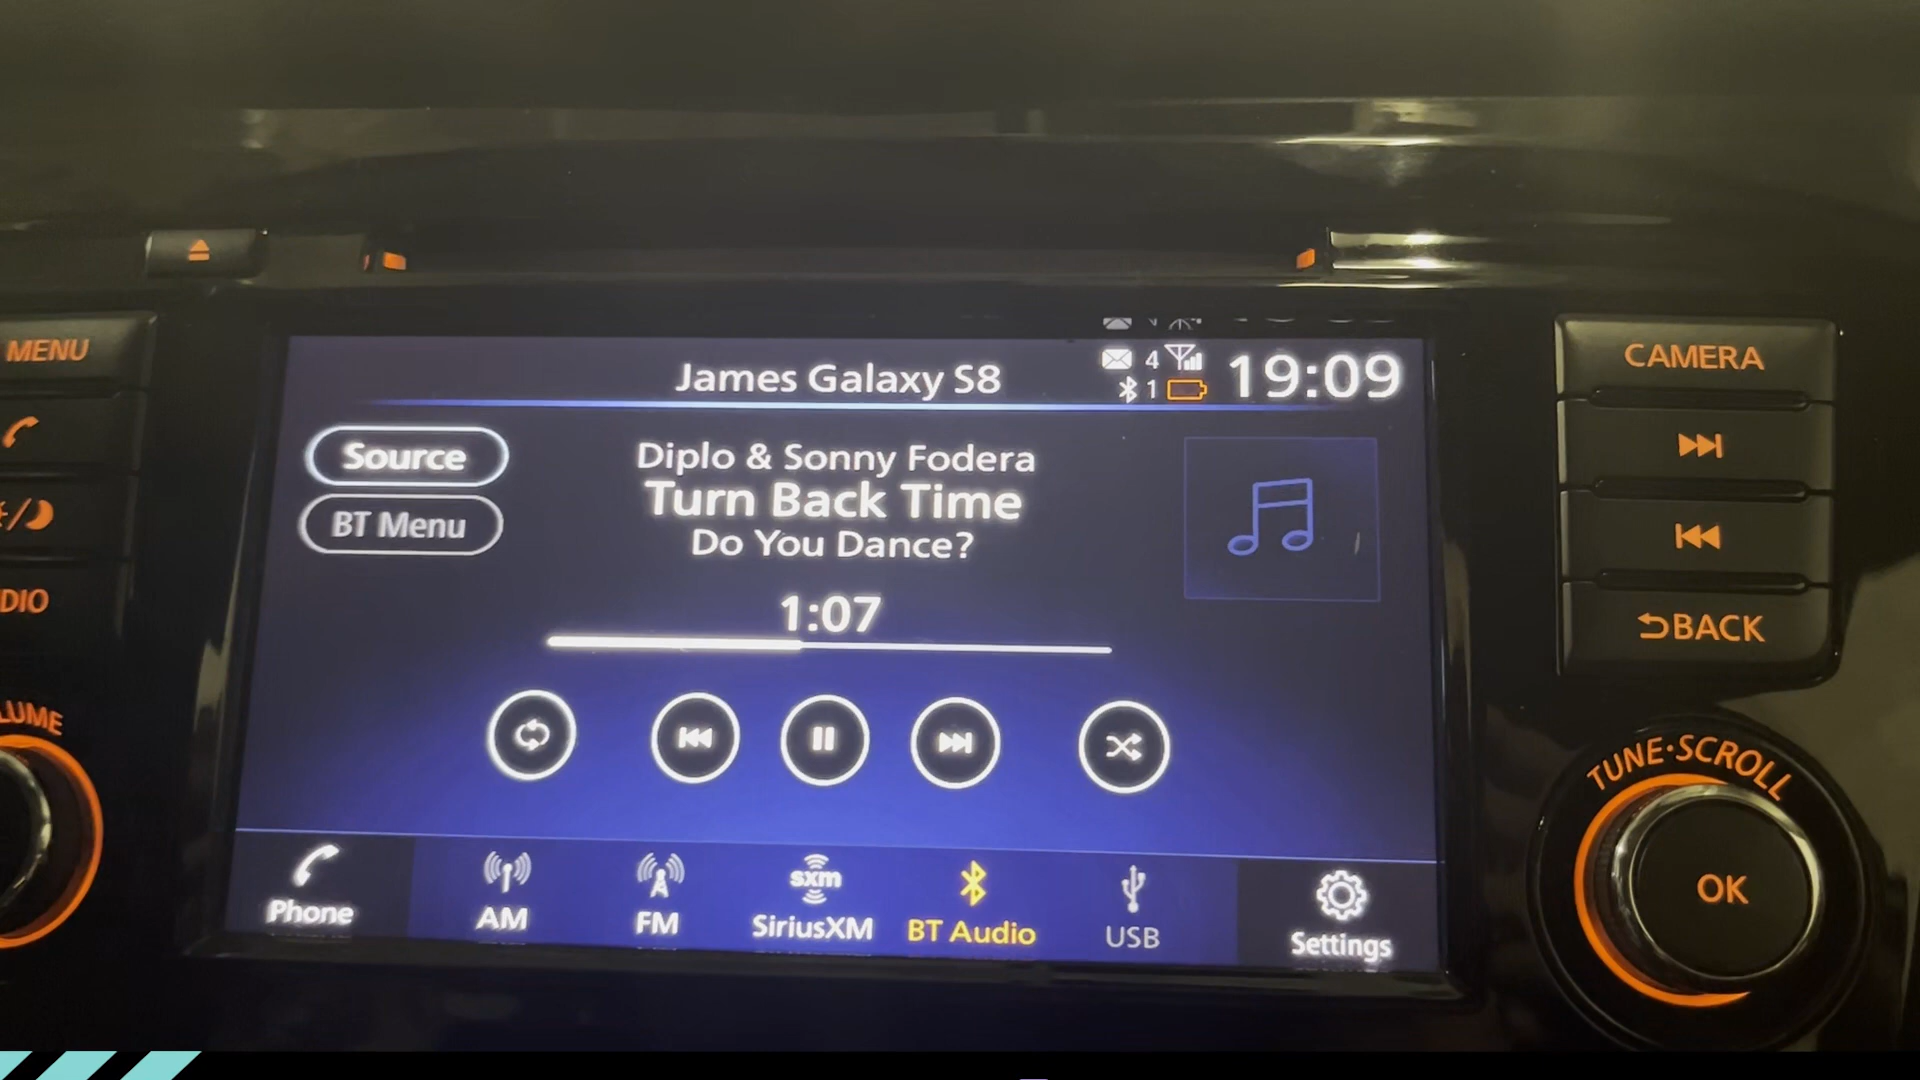 MENU
DIO
LUME
James Galaxy S8
4
1
19:09
Source
BT Menu
Diplo & Sonny Fodera
Turn Back Time
Do You Dance?
1:07
Phone
AM
FM
sxm
SiriusXM
BT Audio
USB
Settings
CAMERA
BACK
TUNE·SCROLL
OK